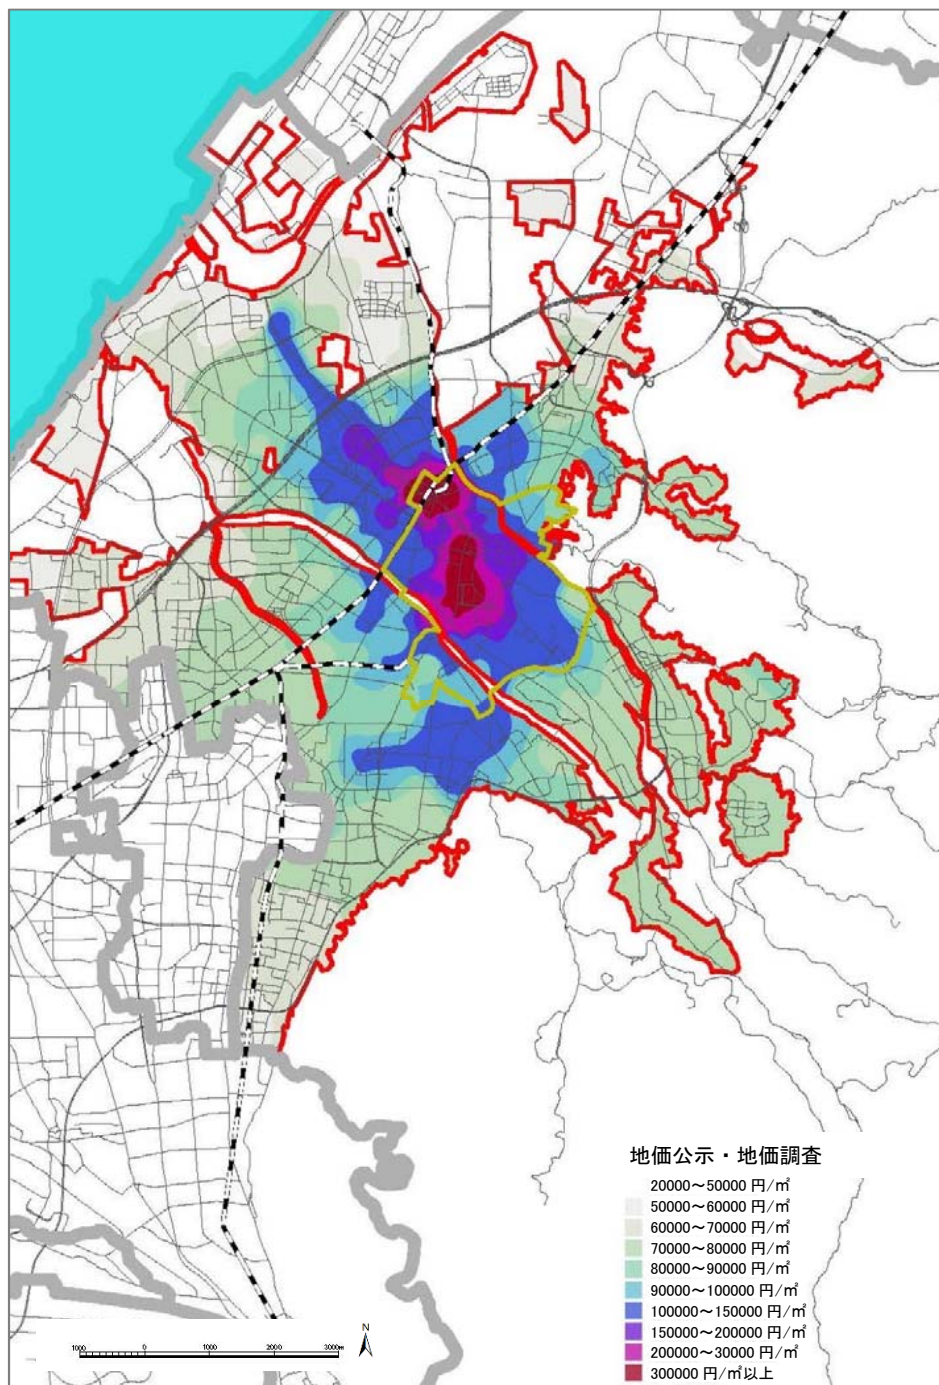 地価公示・地価調査
20000～50000 円/㎡
50000～60000 円/㎡
60000～70000 円/㎡
70000～80000 円/㎡
80000～90000 円/㎡
90000～100000 円/㎡
100000～150000 円/㎡
150000～200000 円/㎡
200000～30000 円/㎡
300000 円/㎡以上
N
1000 0 1000 2000 3000m